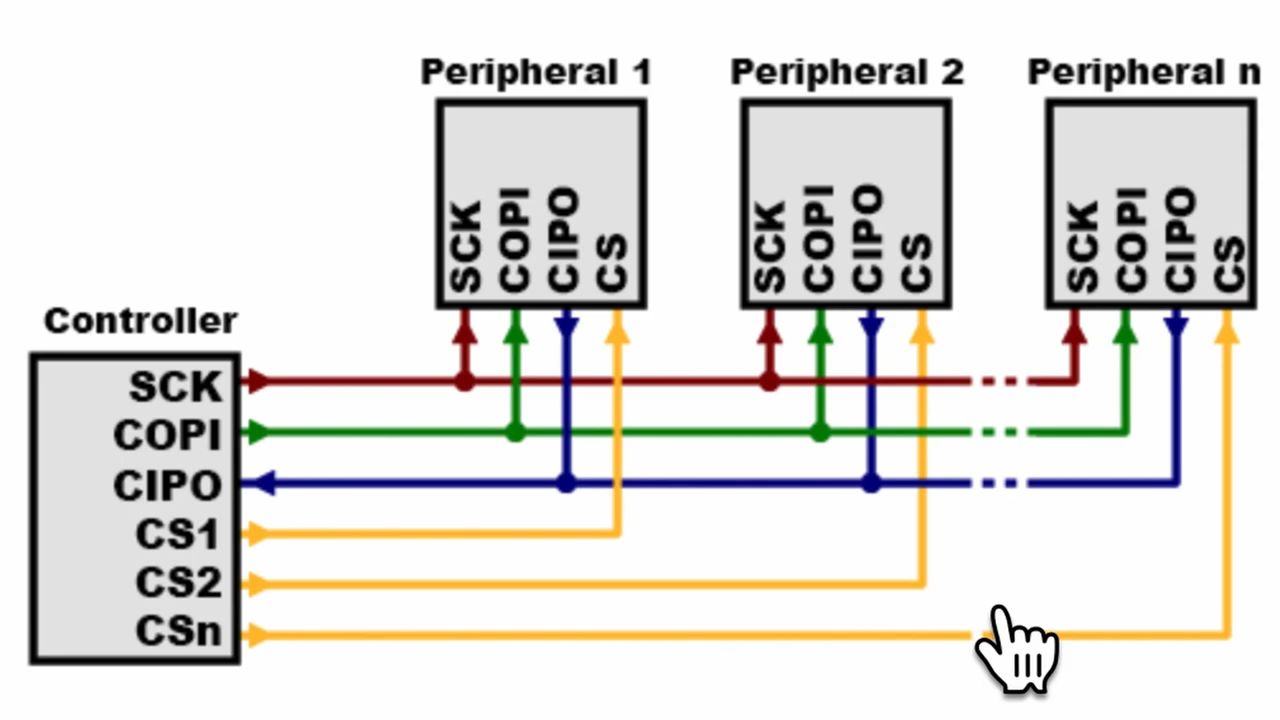 Peripheral 1
Peripheral 2
Peripheral n
SCK
COPI
CIPO
CS
SCK
COPI
CIPO
CS
SCK
COPI
CIPO
CS
Controller
SCK
COPI
CIPO
CS1
CS2
CSn